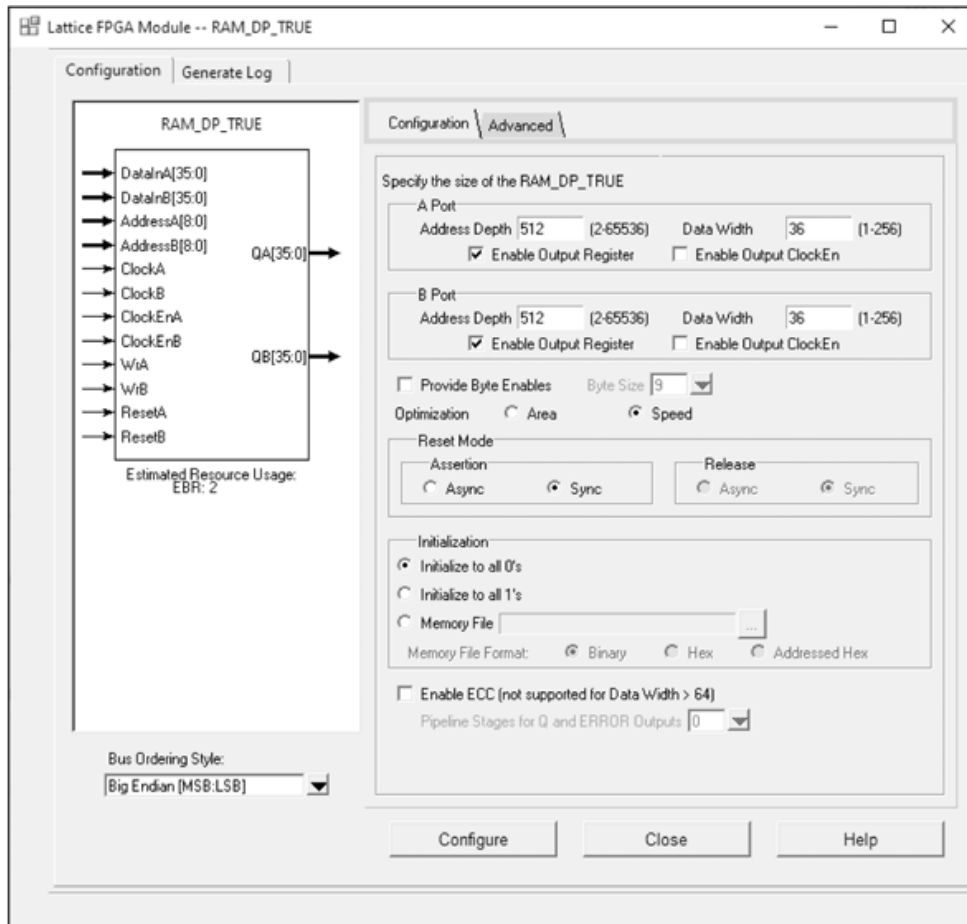 Lattice FPGA Module -- RAM_DP_TRUE
Configuration Generate Log
RAM_DP_TRUE
DataInA[35:0]
DataInB[35:0]
AddressA[8:0]
AddressB[8:0]
QA[35:0]
ClockA
ClockB
ClockEnA
ClockEnB
QB[35:0]
WrA
WrB
ResetA
ResetB
Estimated Resource Usage:
EBR: 2
Bus Ordering Style:
Big Endian [MSB:LSB]
Configuration Advanced
Specify the size of the RAM_DP_TRUE
A Port
Address Depth 512 (2-65536) Data Width 36 (1-256)
Enable Output Register Enable Output ClockEn
B Port
Address Depth 512 (2-65536) Data Width 36 (1-256)
Enable Output Register Enable Output ClockEn
Provide Byte Enables Byte Size 9
Optimization Area Speed
Reset Mode
Assertion Release
Async Sync Async Sync
Initialization
Initialize to all 0's
Initialize to all 1's
Memory File ...
Memory File Format: Binary Hex Addressed Hex
Enable ECC (not supported for Data Width > 64)
Pipeline Stages for Q and ERROR Outputs 0
Configure Close Help